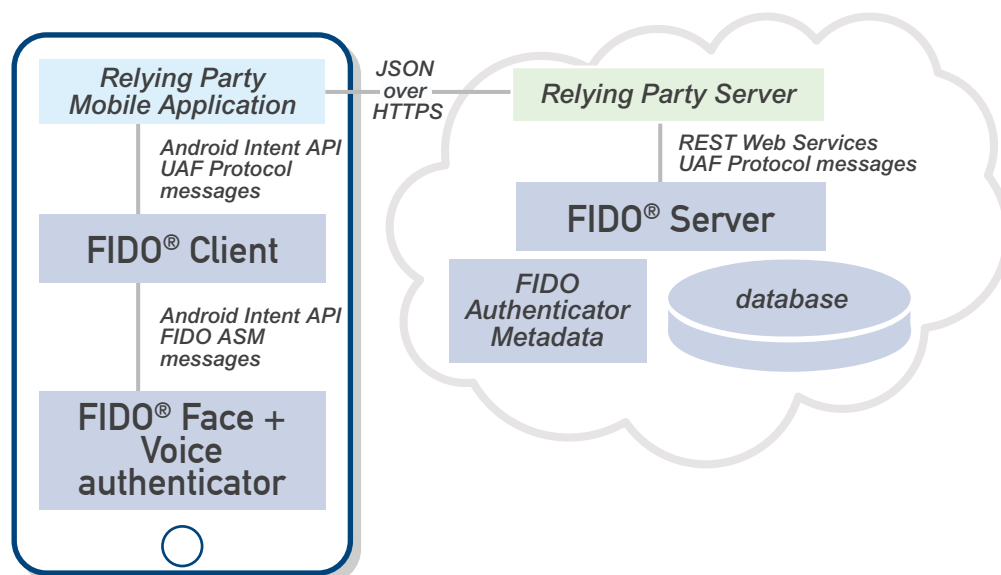 Relying Party
Mobile Application
JSON
over
HTTPS
Relying Party Server
Android Intent API
UAF Protocol
messages
REST Web Services
UAF Protocol messages
FIDO® Client
FIDO® Server
FIDO
Authenticator
Metadata
database
Android Intent API
FIDO ASM
messages
FIDO® Face +
Voice
authenticator